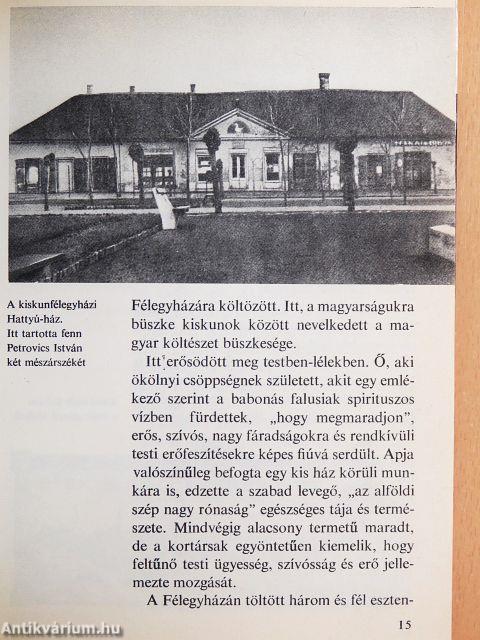 A kiskunfélegyházi
Hattyú-ház.
Itt tartotta fenn
Petrovics István
két mészárszékét
Félegyházára költözött. Itt, a magyarságukra
büszke kiskunok között nevelkedett a ma-
gyar költészet büszkesége.
Itt erősödött meg testben-lélekben. Ő, aki
ökölnyi csöppségnek született, akit egy emlé-
kező szerint a babonás falusiak spirituszos
vízben fürdettek, „hogy megmaradjon”,
erős, szívós, nagy fáradságokra és rendkívüli
testi erőfeszítésekre képes fiúvá serdült. Apja
valószínűleg befogta egy kis ház körüli mun-
kára is, edzette a szabad levegő, „az alföldi
szép nagy rónaság” egészséges tája és termé-
szete. Mindvégig alacsony termetű maradt,
de a kortársak egyöntetűen kiemelik, hogy
feltűnő testi ügyesség, szívósság és erő jelle-
mezte mozgását.
A Félegyházán töltött három és fél eszten-
15
Antikvárium.hu